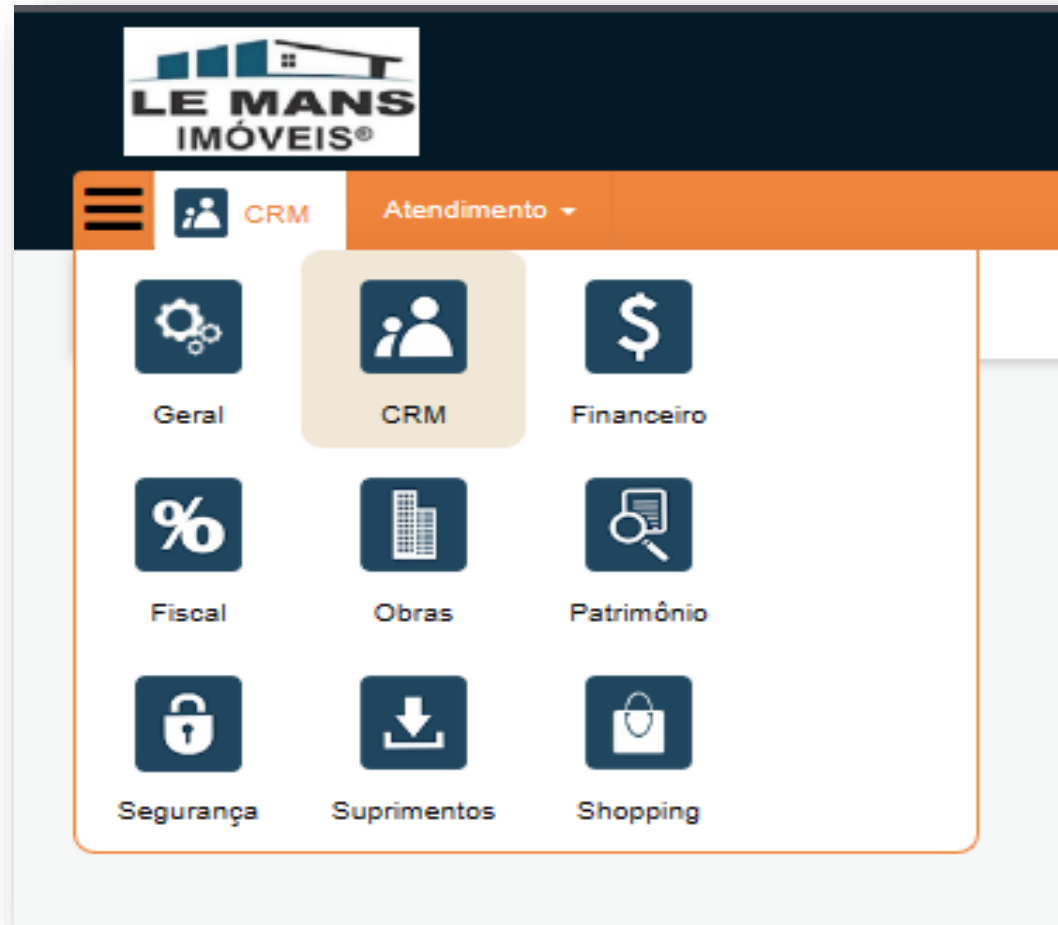 LE MANS
IMÓVEIS®
CRM Atendimento
Geral CRM Financeiro
$
%
Fiscal Obras Patrimônio
Segurança Suprimentos Shopping